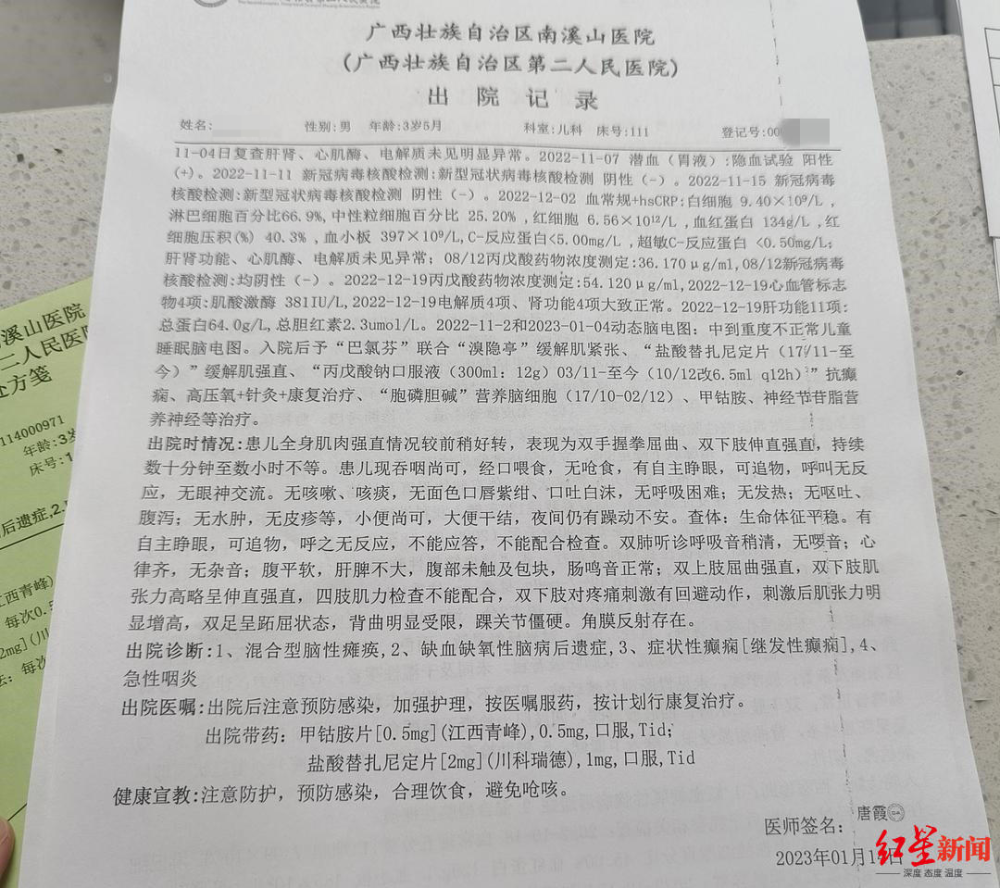 广西壮族自治区南溪山医院
(广西壮族自治区第二人民医院)
出 院 记 录
姓名: 性别:男 年龄:3岁5月 科室:儿科 床号:111 登记号:00
11-04日复查肝肾、心肌酶、电解质未见明显异常。2022-11-07 潜血（胃液）:隐血试验 阳性
(+)。2022-11-11 新冠病毒核酸检测:新型冠状病毒核酸检测 阴性（-）。2022-11-15 新冠病毒
核酸检测:新型冠状病毒核酸检测 阴性（-）。2022-12-02 血常规+hsCRP:白细胞 9.40×10⁹/L,
淋巴细胞百分比66.9%,中性粒细胞百分比 25.20%,红细胞 6.56×10¹²/L,血红蛋白 134g/L,红
细胞压积(%) 40.3%,血小板 397×10⁹/L,C-反应蛋白<5.00mg/L,超敏C-反应蛋白 <0.50mg/L;
肝肾功能、心肌酶、电解质未见异常; 08/12丙戊酸药物浓度测定:36.170μg/ml,08/12新冠病毒
核酸检测:均阴性（-）。2022-12-19丙戊酸药物浓度测定:54.120μg/ml,2022-12-19心血管标志
物4项:肌酸激酶 381IU/L,2022-12-19电解质4项、肾功能4项大致正常。2022-12-19肝功能11项:
总蛋白64.0g/L,总胆红素2.3umol/L。2022-11-2和2023-01-04动态脑电图: 中到重度不正常儿童
睡眠脑电图。入院后予“巴氯芬”联合“溴隐亭”缓解肌紧张、“盐酸替扎尼定片（17/11-至
今）”缓解肌强直、“丙戊酸钠口服液（300ml: 12g）03/11-至今（10/12改6.5ml q12h）”抗癫
痫、高压氧+针灸+康复治疗、“胞磷胆碱”营养脑细胞（17/10-02/12）、甲钴胺、神经节苷脂营
养神经等治疗。
出院时情况:患儿全身肌肉强直情况较前稍好转，表现为双手握拳屈曲、双下肢伸直强直，持续
数十分钟至数小时不等。患儿现吞咽尚可，经口喂食，无呛食，有自主睁眼，可追物，呼叫无反
应，无眼神交流。无咳嗽、咳痰，无面色口唇紫绀、口吐白沫，无呼吸困难；无发热；无呕吐、
腹泻；无水肿，无皮疹等，小便尚可，大便干结，夜间仍有躁动不安。查体: 生命体征平稳。有
自主睁眼，可追物，呼之无反应，不能应答，不能配合检查。双肺听诊呼吸音稍清，无啰音；心
律齐，无杂音；腹平软，肝脾不大，腹部未触及包块，肠鸣音正常；双上肢屈曲强直，双下肢肌
张力高略呈伸直强直，四肢肌力检查不能配合，双下肢对疼痛刺激有回避动作，刺激后肌张力明
显增高，双足呈跖屈状态，背曲明显受限，踝关节僵硬。角膜反射存在。
出院诊断:1、混合型脑性瘫痪,2、缺血缺氧性脑病后遗症,3、症状性癫痫[继发性癫痫],4、
急性咽炎
出院医嘱:出院后注意预防感染，加强护理，按医嘱服药，按计划行康复治疗。
出院带药: 甲钴胺片[0.5mg](江西青峰),0.5mg,口服,Tid;
盐酸替扎尼定片[2mg](川科瑞德),1mg,口服,Tid
健康宣教:注意防护，预防感染，合理饮食，避免呛咳。
医师签名: 唐霞
2023年01月14日
溪山医院
二人民医院
处方笺
114000971
年龄:3岁
床号:1
后遗症,2.
江西青峰)
每次0.5
2mg](川
法: 每次
红星新闻
深度 态度 温度